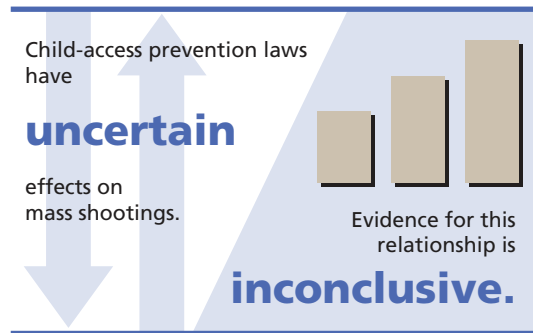 Child-access prevention laws
have
uncertain
effects on
mass shootings.
Evidence for this
relationship is
inconclusive.